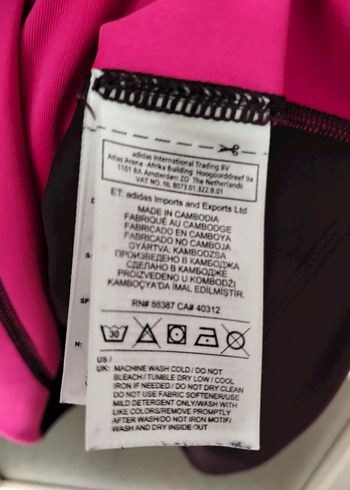 adidas International Trading BV
Atlas Arena -Afrika Building Hoogoorddreef 9a
1101 BA Amsterdam ZO The Netherlands
VAT NO. NL 8073.01.322.B.01
ET: adidas Imports and Exports Ltd
MADE IN CAMBODIA
FABRIQUÉ AU CAMBODGE
FABRICADO EN CAMBOYA
FABRICADO NO CAMBOJA
GYÁRTVA: KAMBODZSA
ПРОИЗВЕДЕНО В КАМБОДЖА
СДЕЛАНО В КАМБОДЖЕ
PROIZVEDENO U KOMBODŽI
KAMBOÇYA'DA İMAL EDİLMİŞTİR.
RN# 88387 CA# 40312
30
US /
UK: MACHINE WASH COLD / DO NOT
BLEACH / TUMBLE DRY LOW / COOL
IRON IF NEEDED / DO NOT DRY CLEAN
DO NOT USE FABRIC SOFTENER/USE
MILD DETERGENT ONLY/WASH WITH
LIKE COLORS/REMOVE PROMPTLY
AFTER WASH/DO NOT IRON MOTIF/
WASH AND DRY INSIDE OUT